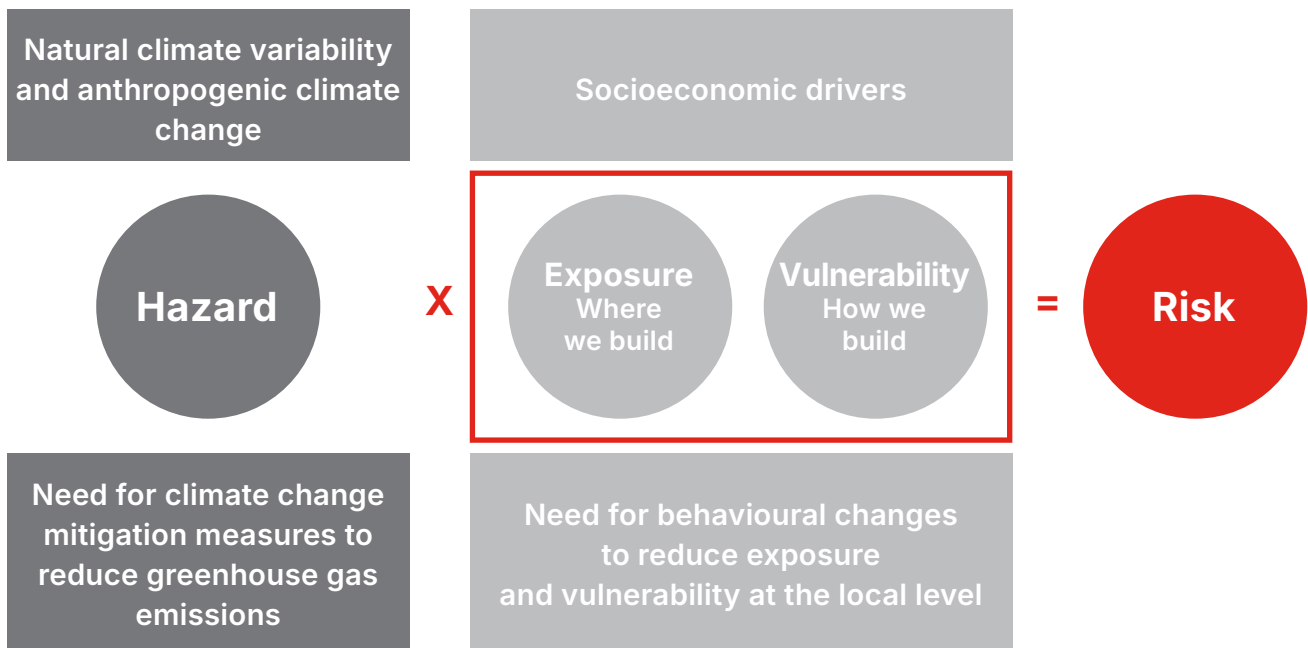 Natural climate variability
and anthropogenic climate
change
Socioeconomic drivers
Hazard
X
Exposure
Where
we build
Vulnerability
How we
build
=
Risk
Need for climate change
mitigation measures to
reduce greenhouse gas
emissions
Need for behavioural changes
to reduce exposure
and vulnerability at the local level